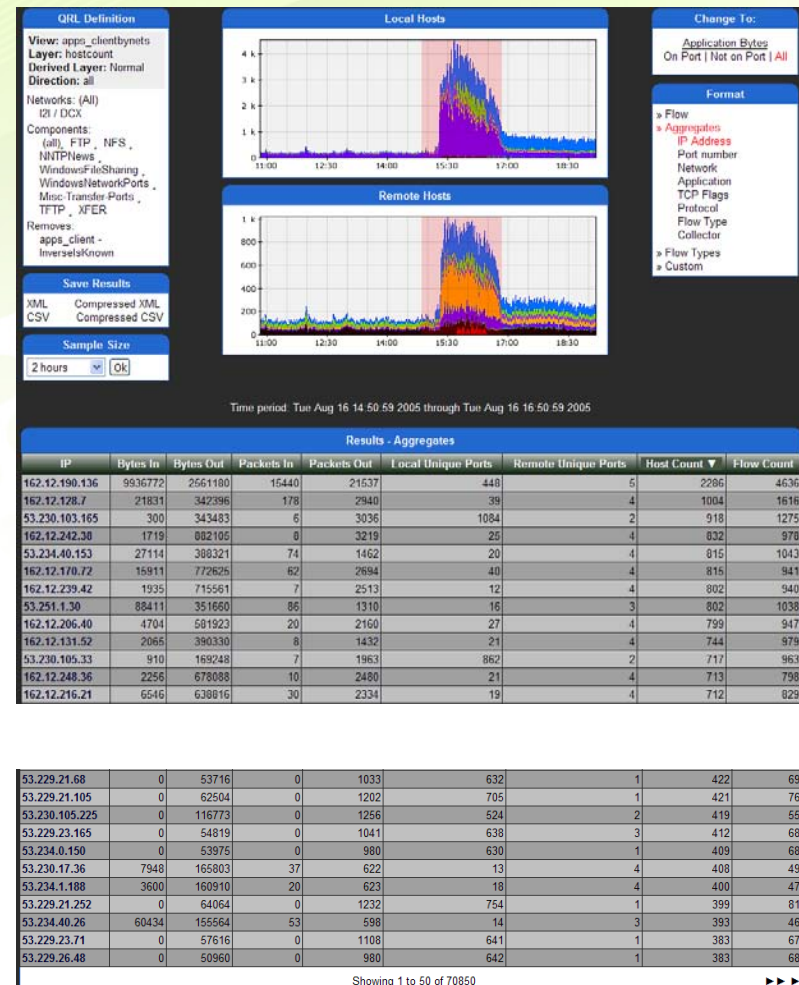 QRL Definition
View: apps_clientbynets
Layer: hostcount
Derived Layer: Normal
Direction: all
Networks: (All)
I2I / DCX
Components:
(all), FTP , NFS ,
NNTPNews ,
WindowsFileSharing ,
WindowsNetworkPorts ,
Misc-Transfer-Ports ,
TFTP , XFER
Removes:
apps_client -
InverseIsKnown
Save Results
XML Compressed XML
CSV Compressed CSV
Sample Size
2 hours Ok
Local Hosts
4 k
3 k
2 k
1 k
0
11:00 12:30 14:00 15:30 17:00 18:30
Remote Hosts
1 k
800
600
400
200
0
11:00 12:30 14:00 15:30 17:00 18:30
Change To:
Application Bytes
On Port | Not on Port | All
Format
» Flow
» Aggregates
IP Address
Port number
Network
Application
TCP Flags
Protocol
Flow Type
Collector
» Flow Types
» Custom
Time period: Tue Aug 16 14:50:59 2005 through Tue Aug 16 16:50:59 2005
Results - Aggregates
IP Bytes In Bytes Out Packets In Packets Out Local Unique Ports Remote Unique Ports Host Count ▼ Flow Count
162.12.190.136 9936772 2561180 15440 21537 448 5 2286 4636
162.12.128.7 21831 342396 178 2940 39 4 1004 1616
53.230.103.165 300 343483 6 3036 1084 2 918 1275
162.12.242.38 1719 882105 8 3219 25 4 832 978
53.234.40.153 27114 388321 74 1462 20 4 815 1043
162.12.170.72 15911 772625 62 2694 40 4 815 941
162.12.239.42 1935 715561 7 2513 12 4 802 940
53.251.1.30 88411 351660 86 1310 16 3 802 1038
162.12.206.40 4704 581923 20 2160 27 4 799 947
162.12.131.52 2065 390330 8 1432 21 4 744 979
53.230.105.33 910 169248 7 1963 862 2 717 963
162.12.248.36 2256 678088 10 2480 21 4 713 798
162.12.216.21 6546 638816 30 2334 19 4 712 829
53.229.21.68 0 53716 0 1033 632 1 422 69
53.229.21.105 0 62504 0 1202 705 1 421 76
53.230.105.225 0 116773 0 1256 524 2 419 55
53.229.23.165 0 54819 0 1041 638 3 412 68
53.234.0.150 0 53975 0 980 630 1 409 68
53.230.17.36 7948 165803 37 622 13 4 408 49
53.234.1.188 3600 160910 20 623 18 4 400 47
53.229.21.252 0 64064 0 1232 754 1 399 81
53.234.40.26 60434 155564 53 598 14 3 393 46
53.229.23.71 0 57616 0 1108 641 1 383 67
53.229.26.48 0 50960 0 980 642 1 383 68
Showing 1 to 50 of 70850